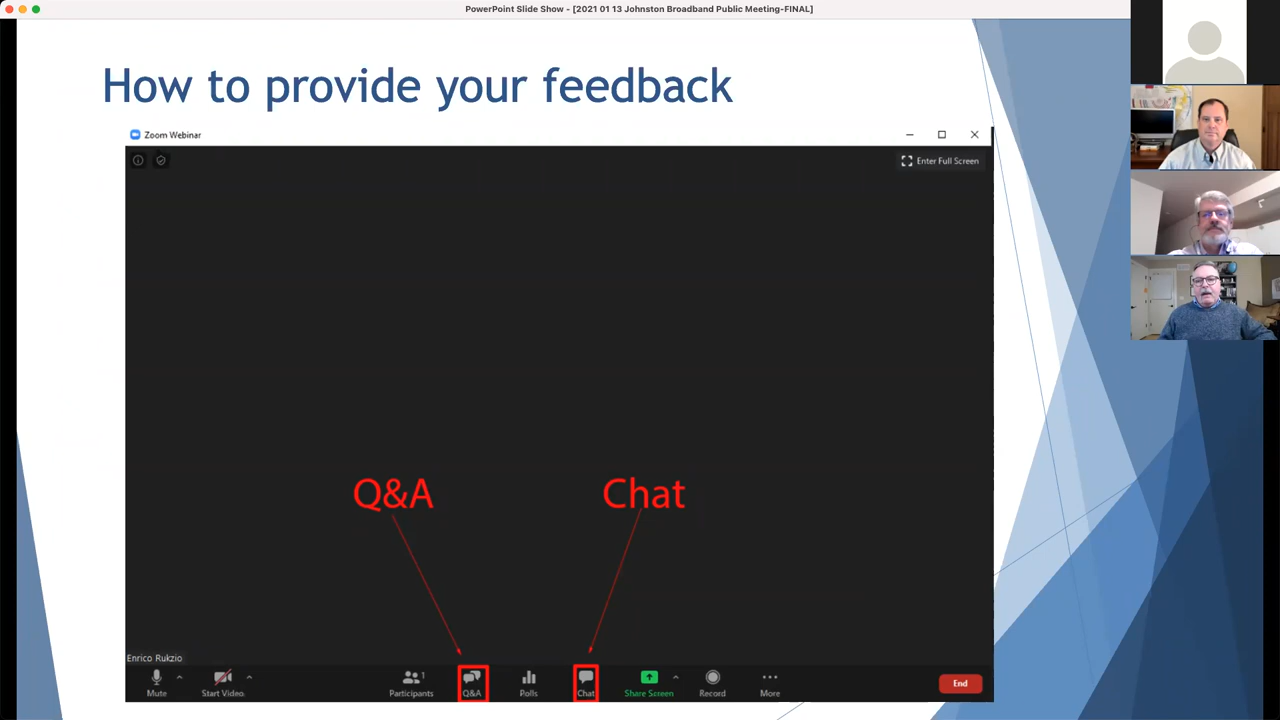 PowerPoint Slide Show - [2021 01 13 Johnston Broadband Public Meeting-FINAL]
How to provide your feedback
Zoom Webinar
Enter Full Screen
Q&A Chat
Enrico Rukzio
Mute Start Video Participants 1 Q&A Polls Chat Share Screen Record More End